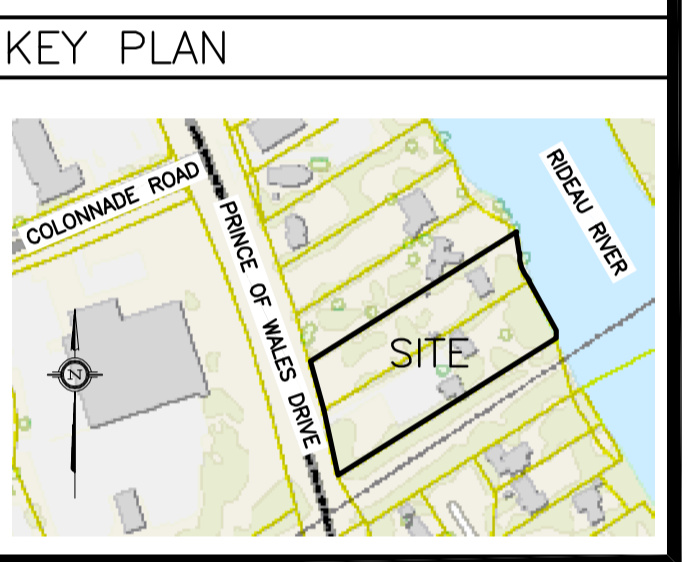 KEY PLAN
COLONNADE ROAD
PRINCE OF WALES DRIVE
RIDEAU RIVER
SITE
N